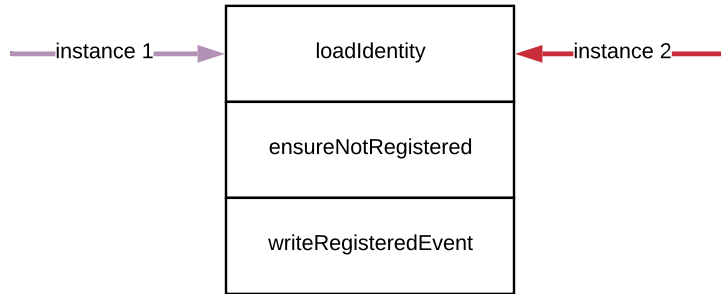 instance 1
loadIdentity
instance 2
ensureNotRegistered
writeRegisteredEvent